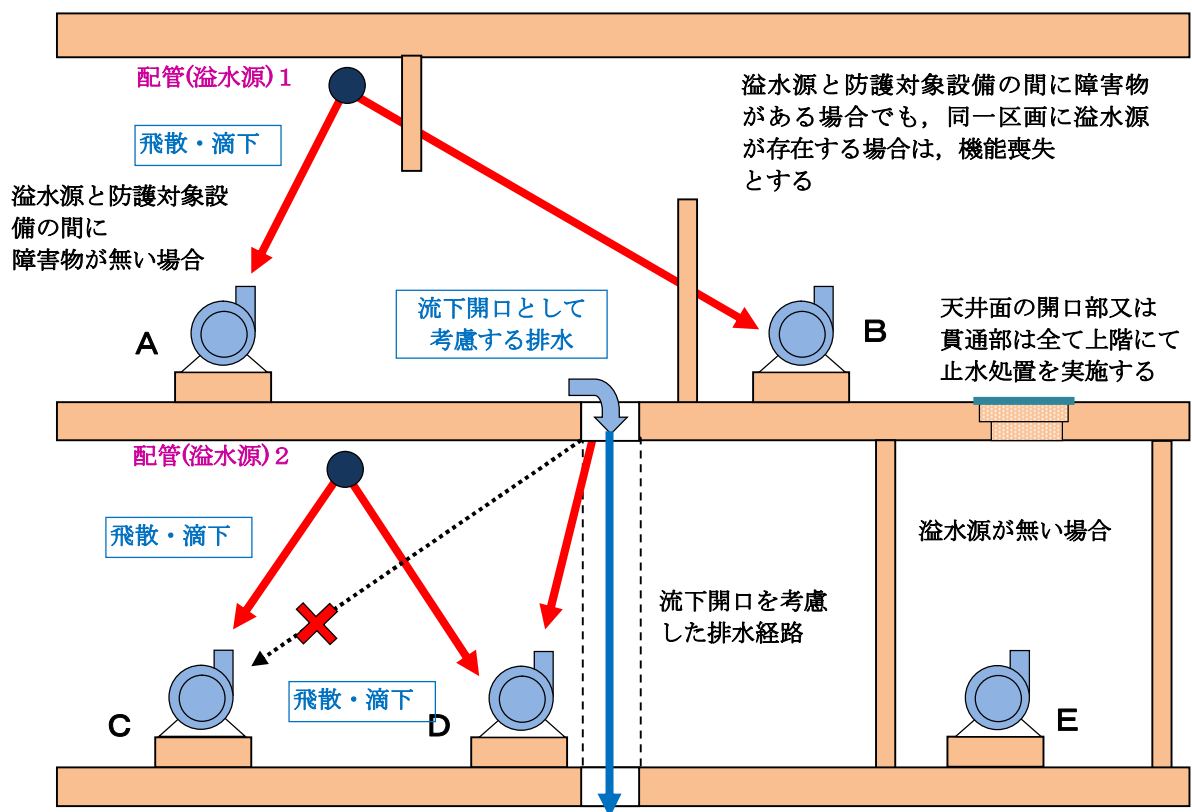 配管(溢水源)１
飛散・滴下
溢水源と防護対象設備の間に障害物
がある場合でも，同一区画に溢水源
が存在する場合は，機能喪失
とする
溢水源と防護対象設
備の間に
障害物が無い場合
A
流下開口として
考慮する排水
B
天井面の開口部又は
貫通部は全て上階にて
止水処置を実施する
配管(溢水源)２
飛散・滴下
溢水源が無い場合
流下開口を考慮
した排水経路
飛散・滴下
C
D
E